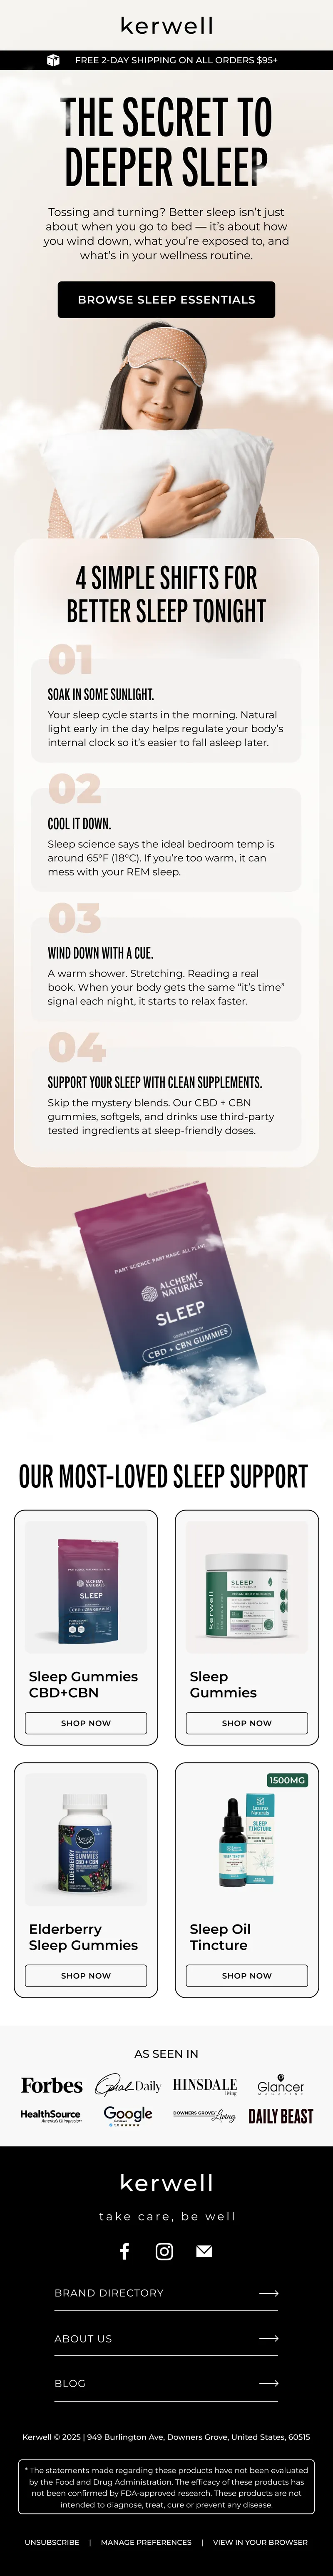 kerwell
FREE 2-DAY SHIPPING ON ALL ORDERS $95+
THE SECRET TO
DEEPER SLEEP
Tossing and turning? Better sleep isn't just
about when you go to bed — it's about how
you wind down, what you're exposed to, and
what's in your wellness routine.
BROWSE SLEEP ESSENTIALS
4 SIMPLE SHIFTS FOR
BETTER SLEEP TONIGHT
01
SOAK IN SOME SUNLIGHT.
Your sleep cycle starts in the morning. Natural
light early in the day helps regulate your body's
internal clock so it's easier to fall asleep later.
02
COOL IT DOWN.
Sleep science says the ideal bedroom temp is
around 65°F (18°C). If you're too warm, it can
mess with your REM sleep.
03
WIND DOWN WITH A CUE.
A warm shower. Stretching. Reading a real
book. When your body gets the same "it's time"
signal each night, it starts to relax faster.
04
SUPPORT YOUR SLEEP WITH CLEAN SUPPLEMENTS.
Skip the mystery blends. Our CBD + CBN
gummies, softgels, and drinks use third-party
tested ingredients at sleep-friendly doses.
PART SCIENCE. PART MAGIC. ALL PLANT.
ALCHEMY
NATURALS
SLEEP
DOUBLE STRENGTH
CBD + CBN GUMMIES
OUR MOST-LOVED SLEEP SUPPORT
ALCHEMY
NATURALS
SLEEP
CBD + CBN GUMMIES
SLEEP
kerwell
Sleep Gummies
CBD+CBN
Sleep
Gummies
SHOP NOW
SHOP NOW
ELDERBERRY
GUMMIES
CBD + CBN
1500MG
Lazarus
Naturals
SLEEP
TINCTURE
Elderberry
Sleep Gummies
Sleep Oil
Tincture
SHOP NOW
SHOP NOW
AS SEEN IN
Forbes
Oprah Daily
HINSDALE
living
Glancer
MAGAZINE
HealthSource
America's Chiropractor
Google
Reviews
5.0 ★★★★★
DOWNERS GROVE Living
DAILY BEAST
kerwell
take care, be well
BRAND DIRECTORY
ABOUT US
BLOG
Kerwell © 2025 | 949 Burlington Ave, Downers Grove, United States, 60515
* The statements made regarding these products have not been evaluated
by the Food and Drug Administration. The efficacy of these products has
not been confirmed by FDA-approved research. These products are not
intended to diagnose, treat, cure or prevent any disease.
UNSUBSCRIBE | MANAGE PREFERENCES | VIEW IN YOUR BROWSER